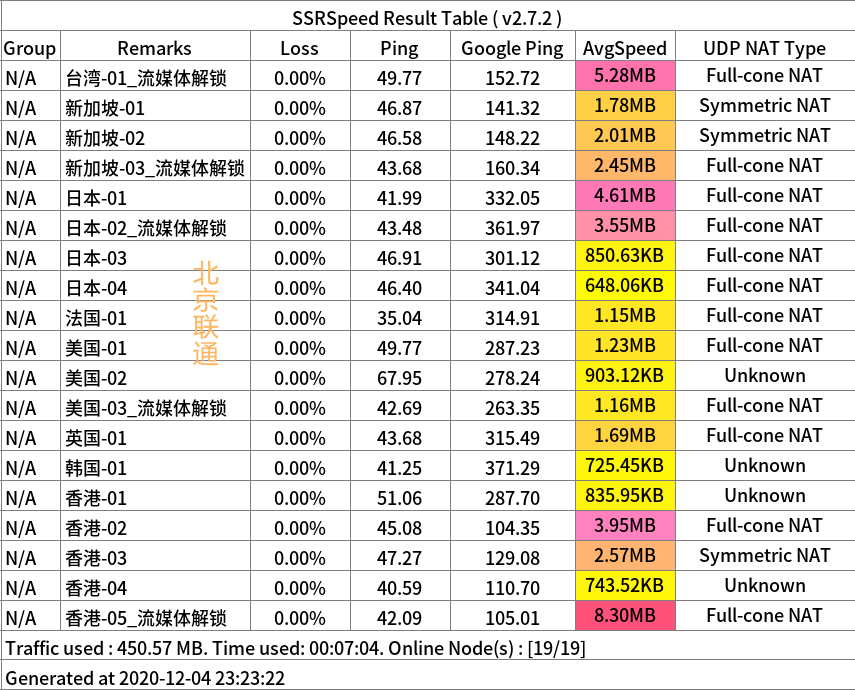 SSRSpeed Result Table ( v2.7.2 )
Group Remarks Loss Ping Google Ping AvgSpeed UDP NAT Type
N/A 台湾-01_流媒体解锁 0.00% 49.77 152.72 5.28MB Full-cone NAT
N/A 新加坡-01 0.00% 46.87 141.32 1.78MB Symmetric NAT
N/A 新加坡-02 0.00% 46.58 148.22 2.01MB Symmetric NAT
N/A 新加坡-03_流媒体解锁 0.00% 43.68 160.34 2.45MB Full-cone NAT
N/A 日本-01 0.00% 41.99 332.05 4.61MB Full-cone NAT
N/A 日本-02_流媒体解锁 0.00% 43.48 361.97 3.55MB Full-cone NAT
N/A 日本-03 0.00% 46.91 301.12 850.63KB Full-cone NAT
N/A 日本-04 0.00% 46.40 341.04 648.06KB Full-cone NAT
N/A 法国-01 0.00% 35.04 314.91 1.15MB Full-cone NAT
N/A 美国-01 0.00% 49.77 287.23 1.23MB Full-cone NAT
N/A 美国-02 0.00% 67.95 278.24 903.12KB Unknown
N/A 美国-03_流媒体解锁 0.00% 42.69 263.35 1.16MB Full-cone NAT
N/A 英国-01 0.00% 43.68 315.49 1.69MB Full-cone NAT
N/A 韩国-01 0.00% 41.25 371.29 725.45KB Unknown
N/A 香港-01 0.00% 51.06 287.70 835.95KB Unknown
N/A 香港-02 0.00% 45.08 104.35 3.95MB Full-cone NAT
N/A 香港-03 0.00% 47.27 129.08 2.57MB Symmetric NAT
N/A 香港-04 0.00% 40.59 110.70 743.52KB Unknown
N/A 香港-05_流媒体解锁 0.00% 42.09 105.01 8.30MB Full-cone NAT
Traffic used : 450.57 MB. Time used: 00:07:04. Online Node(s) : [19/19]
Generated at 2020-12-04 23:23:22
北京联通